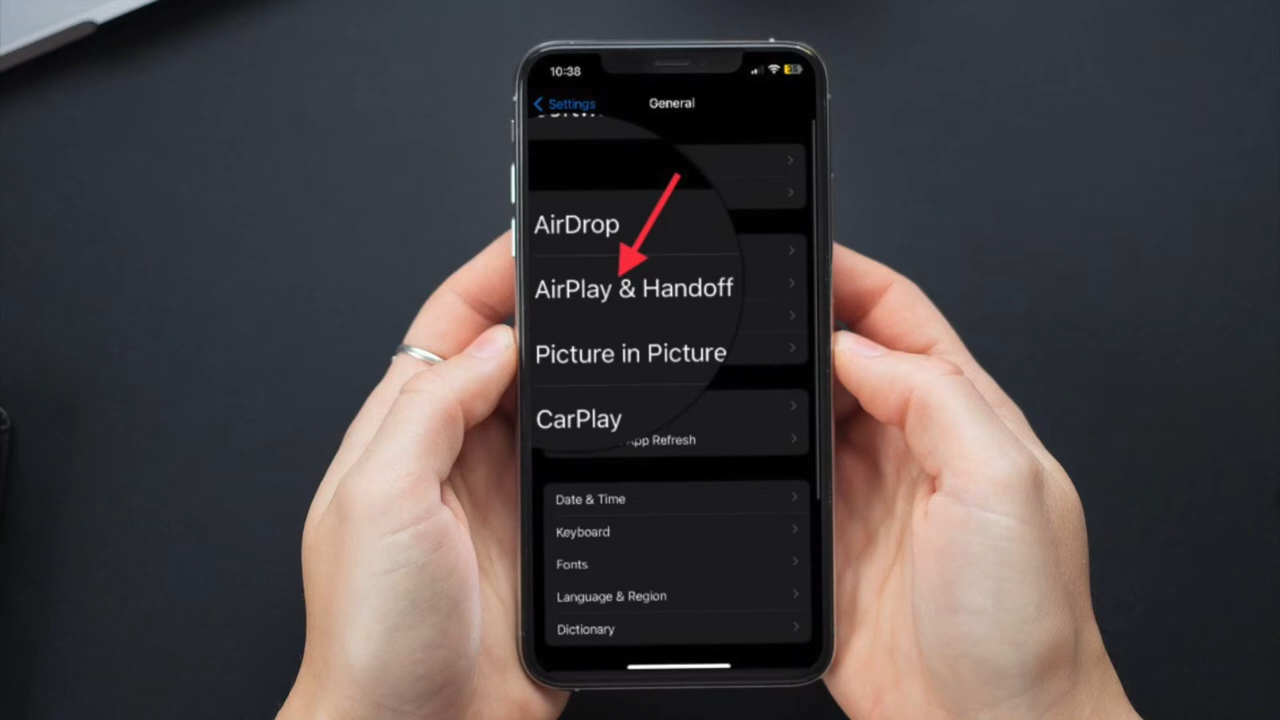 10:38
35
Settings
General
AirDrop
AirPlay & Handoff
Picture in Picture
CarPlay
App Refresh
Date & Time
Keyboard
Fonts
Language & Region
Dictionary